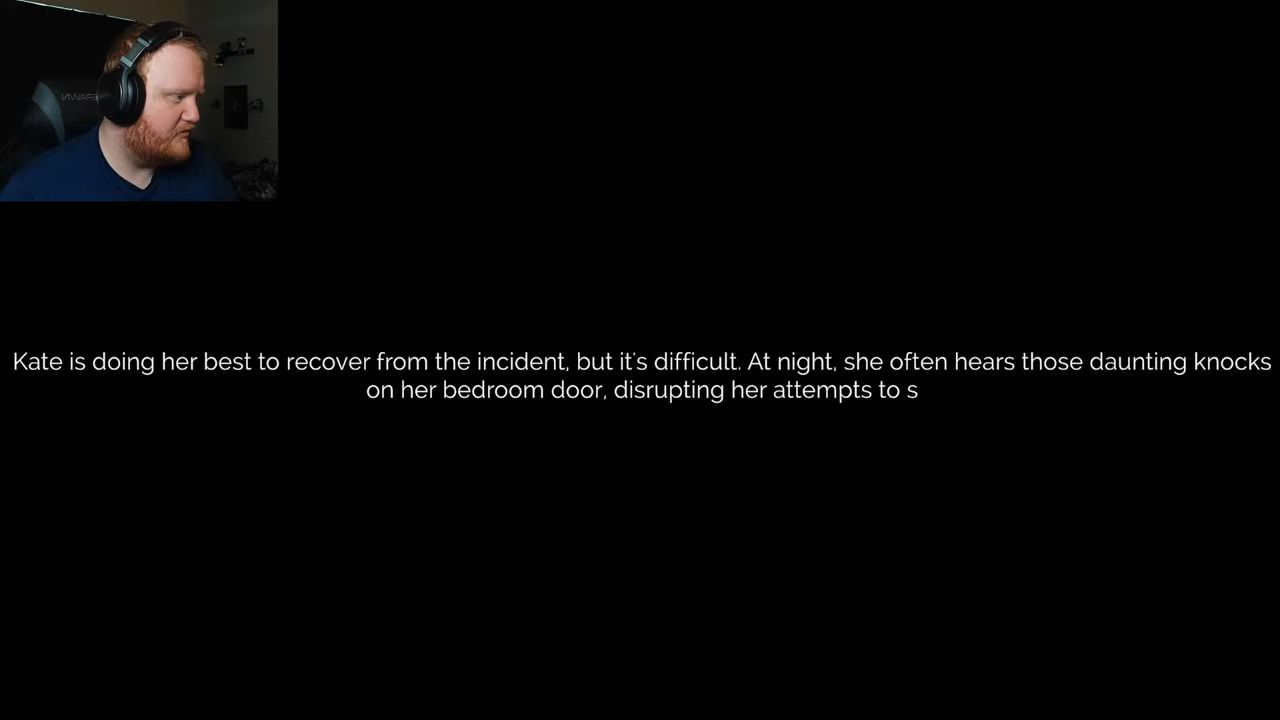 Kate is doing her best to recover from the incident, but it's difficult. At night, she often hears those daunting knocks
on her bedroom door, disrupting her attempts to s